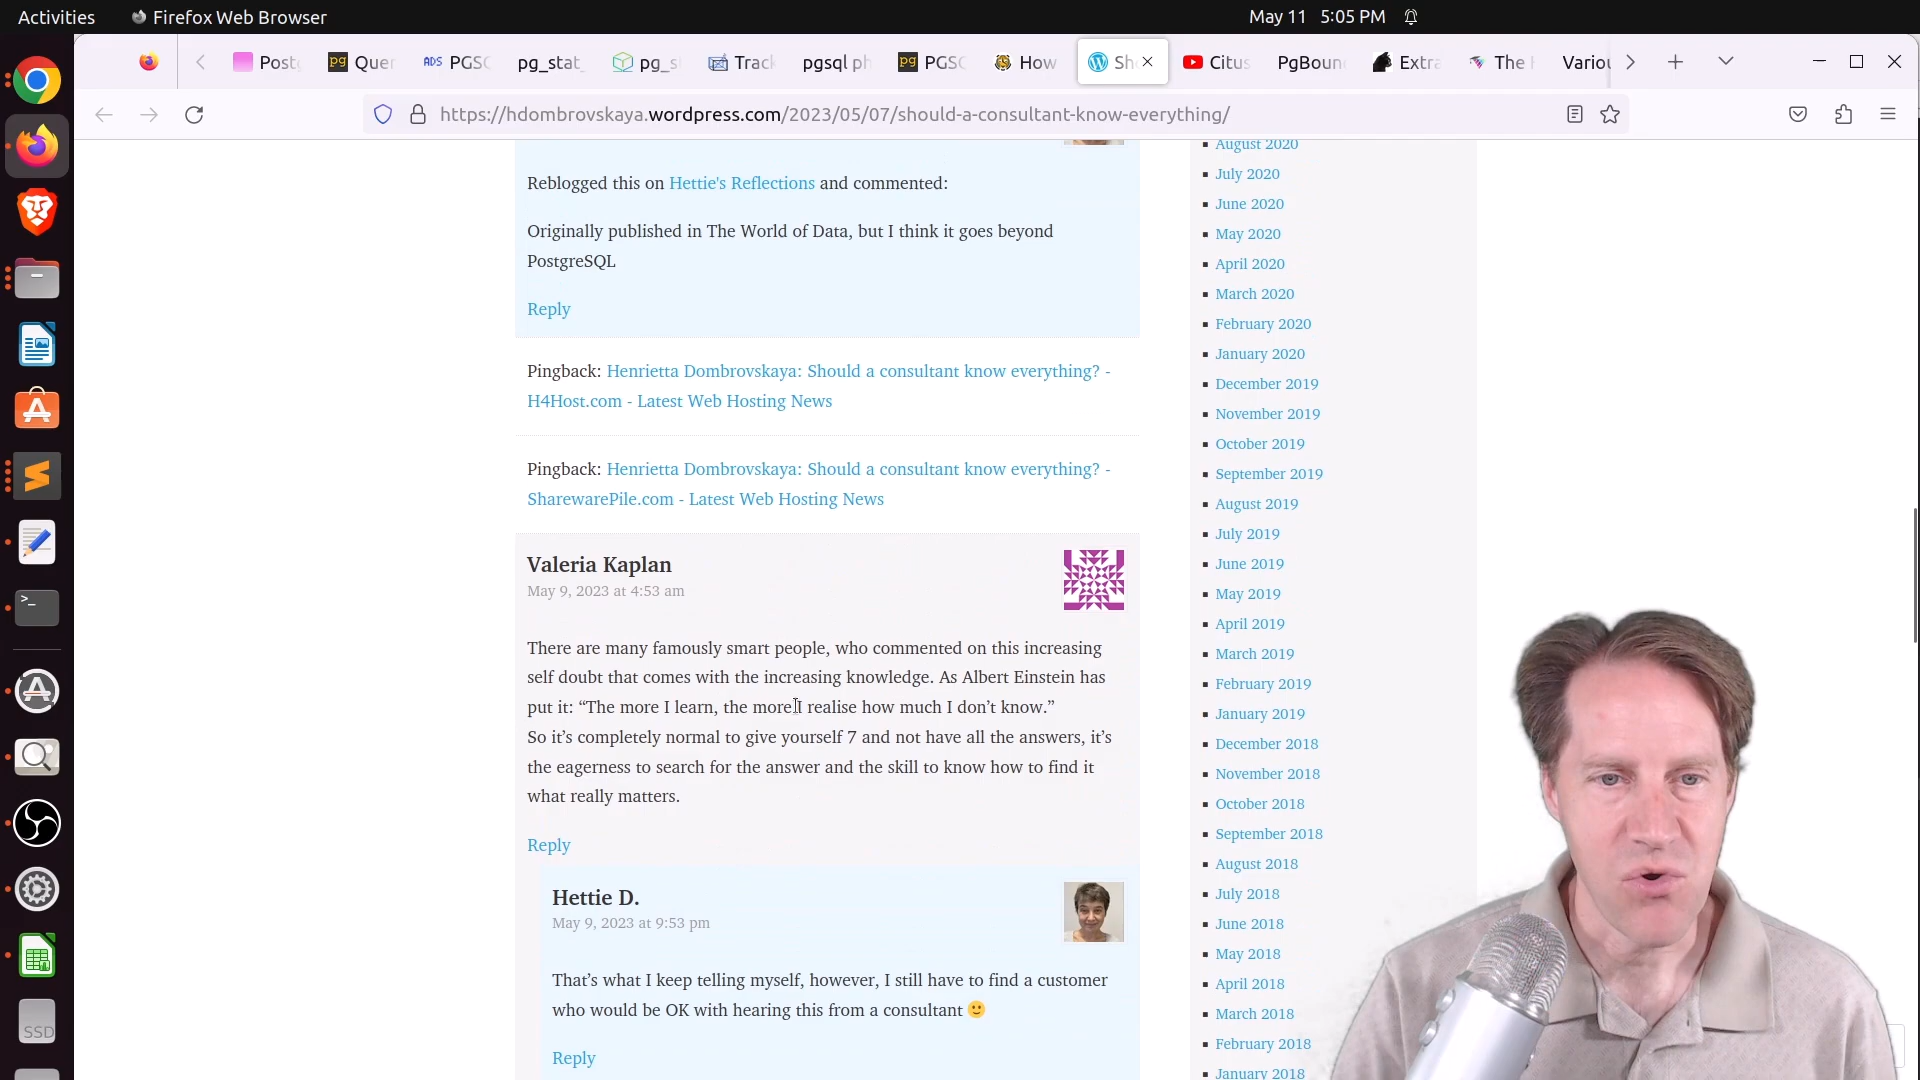 Activities
Firefox Web Browser
May 11 5:05 PM
Post
pg Quer
ADS PGSC
pg_stat_
pg_s
Track
pgsql ph
pg PGSC
How
Sho
Citus
PgBoun
Extra
The
Variou
https://hdombrovskaya.wordpress.com/2023/05/07/should-a-consultant-know-everything/
Reblogged this on Hettie's Reflections and commented:
Originally published in The World of Data, but I think it goes beyond
PostgreSQL
Reply
Pingback: Henrietta Dombrovskaya: Should a consultant know everything? -
H4Host.com - Latest Web Hosting News
Pingback: Henrietta Dombrovskaya: Should a consultant know everything? -
SharewarePile.com - Latest Web Hosting News
Valeria Kaplan
May 9, 2023 at 4:53 am
There are many famously smart people, who commented on this increasing
self doubt that comes with the increasing knowledge. As Albert Einstein has
put it: “The more I learn, the more I realise how much I don’t know.”
So it’s completely normal to give yourself 7 and not have all the answers, it’s
the eagerness to search for the answer and the skill to know how to find it
what really matters.
Reply
Hettie D.
May 9, 2023 at 9:53 pm
That’s what I keep telling myself, however, I still have to find a customer
who would be OK with hearing this from a consultant 🙂
Reply
August 2020
July 2020
June 2020
May 2020
April 2020
March 2020
February 2020
January 2020
December 2019
November 2019
October 2019
September 2019
August 2019
July 2019
June 2019
May 2019
April 2019
March 2019
February 2019
January 2019
December 2018
November 2018
October 2018
September 2018
August 2018
July 2018
June 2018
May 2018
April 2018
March 2018
February 2018
January 2018
SSD